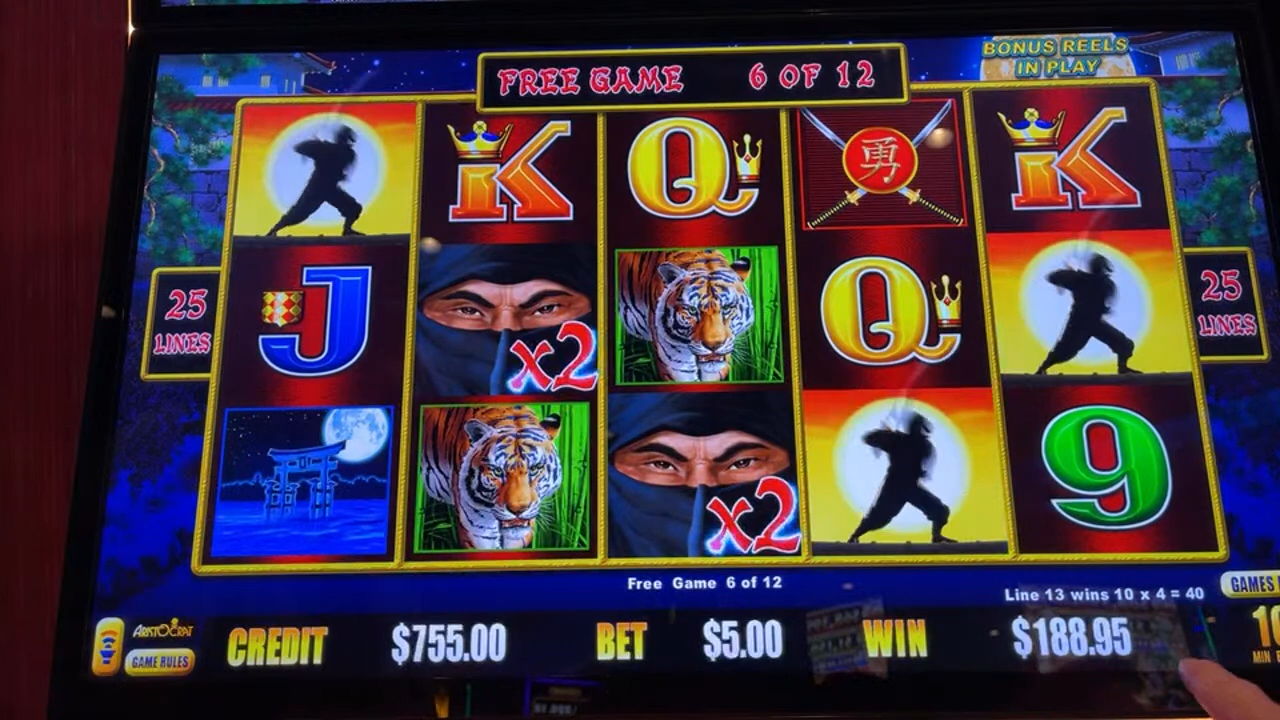 BONUS REELS
IN PLAY
FREE GAME 6 OF 12
K
Q
勇
K
25
LINES
J
x2
Q
25
LINES
x2
9
Free Game 6 of 12
Line 13 wins 10 x 4 = 40
GAMES
ARISTOCRAT
GAME RULES
CREDIT $755.00 BET $5.00 WIN $188.95
MIN